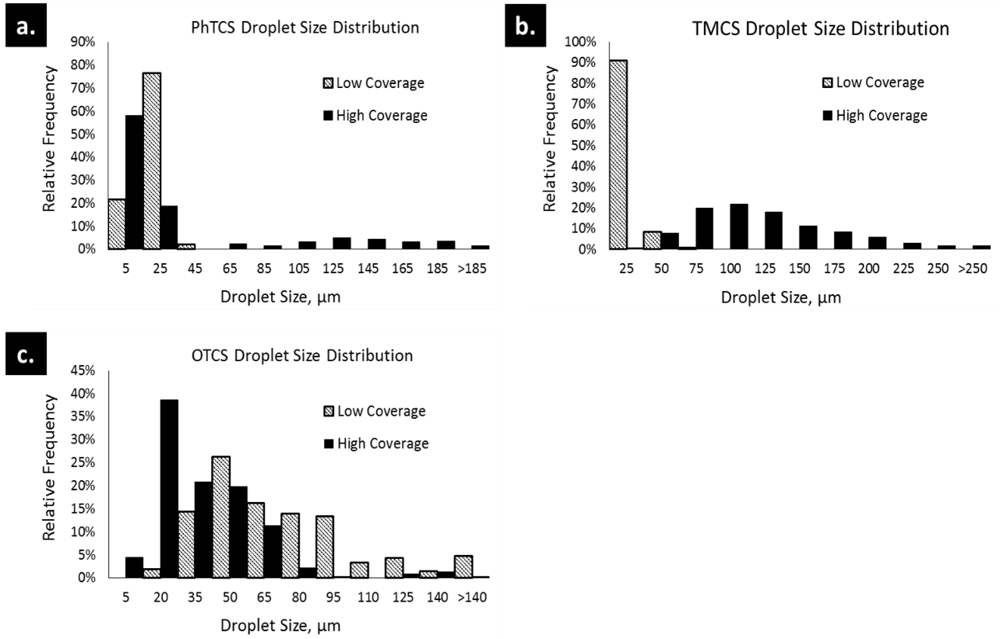 a.
PhTCS Droplet Size Distribution
90%
80%
70%
60%
50%
40%
30%
20%
10%
0%
Relative Frequency
Low Coverage
High Coverage
5 25 45 65 85 105 125 145 165 185 >185
Droplet Size, µm
b.
TMCS Droplet Size Distribution
100%
90%
80%
70%
60%
50%
40%
30%
20%
10%
0%
Relative Frequency
Low Coverage
High Coverage
25 50 75 100 125 150 175 200 225 250 >250
Droplet Size, µm
c.
OTCS Droplet Size Distribution
45%
40%
35%
30%
25%
20%
15%
10%
5%
0%
Relative Frequency
Low Coverage
High Coverage
5 20 35 50 65 80 95 110 125 140 >140
Droplet Size, µm